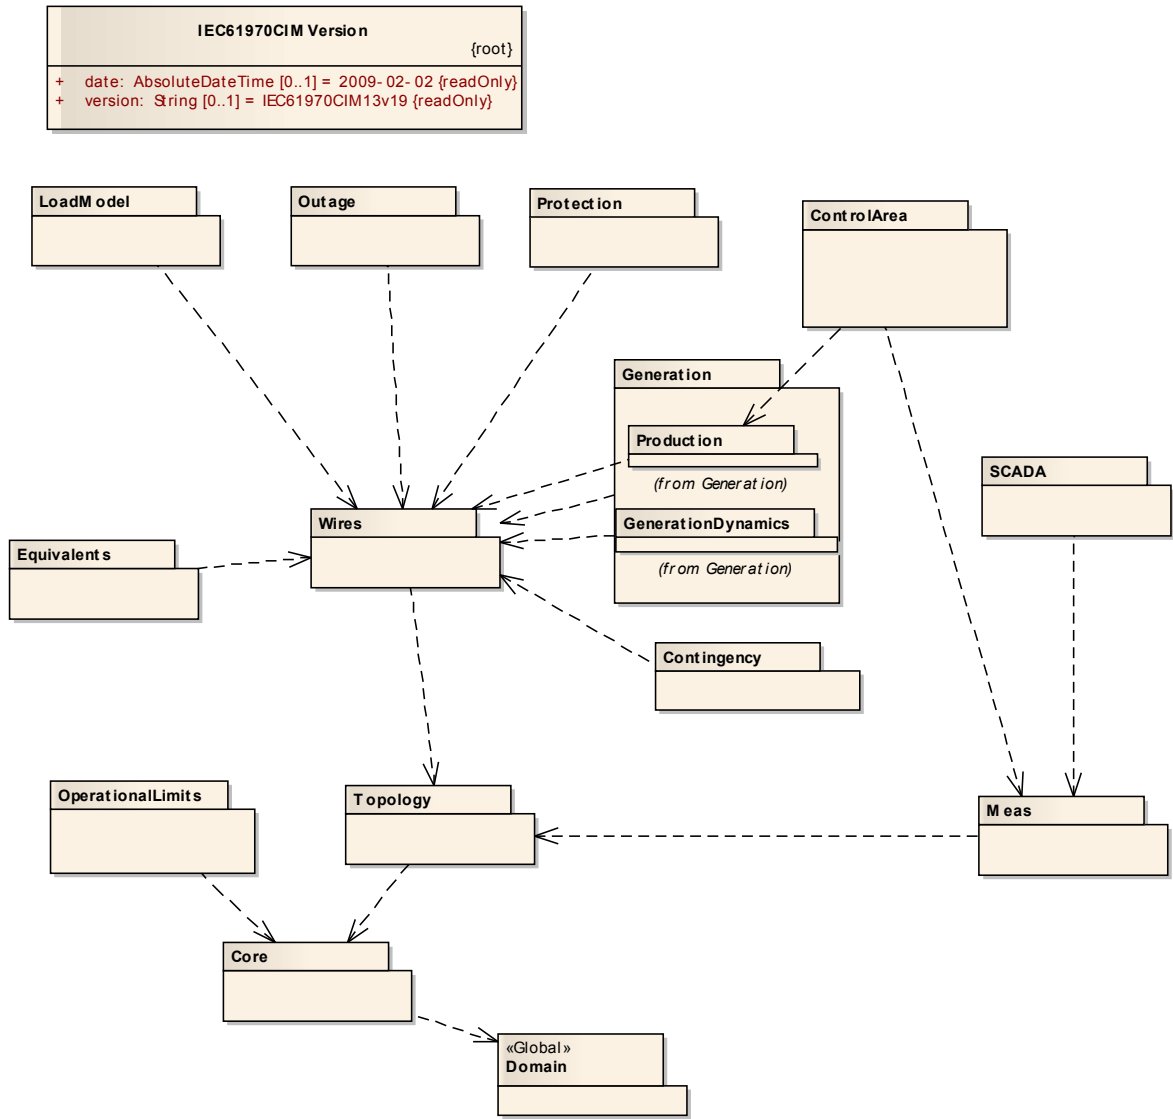 IEC61970CIM Version
{root}
+ date: AbsoluteDateTime [0..1] = 2009-02-02 {readOnly}
+ version: String [0..1] = IEC61970CIM13v19 {readOnly}
LoadModel
Outage
Protection
ControlArea
Generation
Production
(from Generation)
SCADA
Wires
GenerationDynamics
(from Generation)
Equivalents
Contingency
OperationalLimits
Topology
Meas
Core
«Global»
Domain